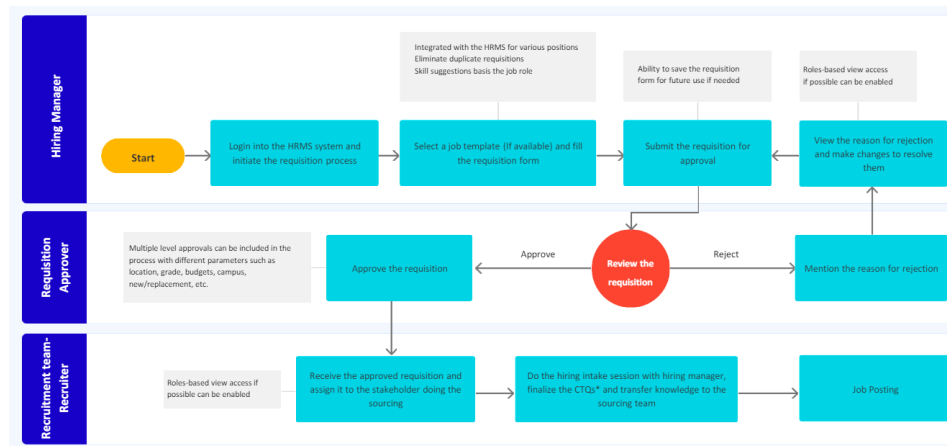 Hiring Manager
Integrated with the HRMS for various positions
Eliminate duplicate requisitions
Skill suggestions basis the job role
Ability to save the requisition
form for future use if needed
Roles-based view access
if possible can be enabled
Start
Login into the HRMS system and
initiate the requisition process
Select a job template (If available) and fill
the requisition form
Submit the requisition for
approval
View the reason for rejection
and make changes to resolve
them
Requisition
Approver
Multiple level approvals can be included in the
process with different parameters such as
location, grade, budgets, campus,
new/replacement, etc.
Approve the requisition
Approve
Review the
requisition
Reject
Mention the reason for rejection
Recruitment team-
Recruiter
Roles-based view access if
possible can be enabled
Receive the approved requisition and
assign it to the stakeholder doing the
sourcing
Do the hiring intake session with hiring manager,
finalize the CTQs* and transfer knowledge to the
sourcing team
Job Posting